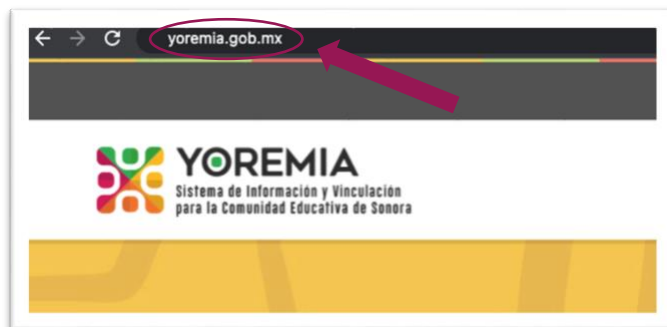 yoremia.gob.mx
YOREMIA
Sistema de Información y Vinculación
para la Comunidad Educativa de Sonora